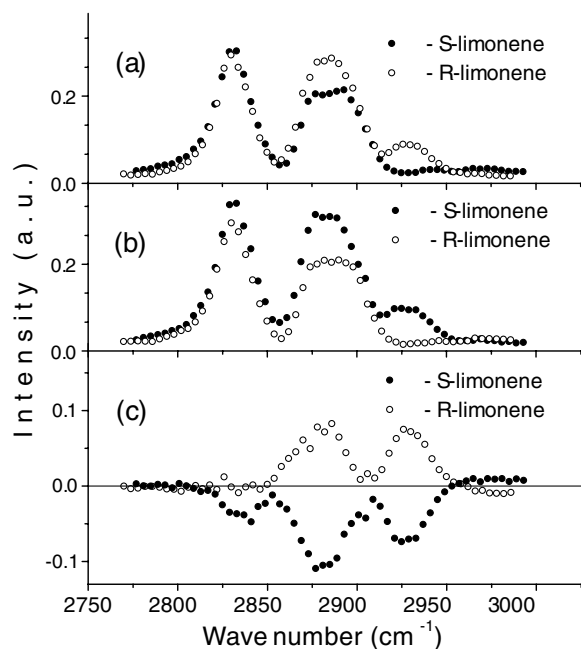 (a)
- S-limonene
- R-limonene
0.2
0.0
(b)
- S-limonene
- R-limonene
0.2
0.0
(c)
- S-limonene
- R-limonene
0.1
0.0
-0.1
Intensity (a.u.)
2750 2800 2850 2900 2950 3000
Wave number (cm⁻¹)